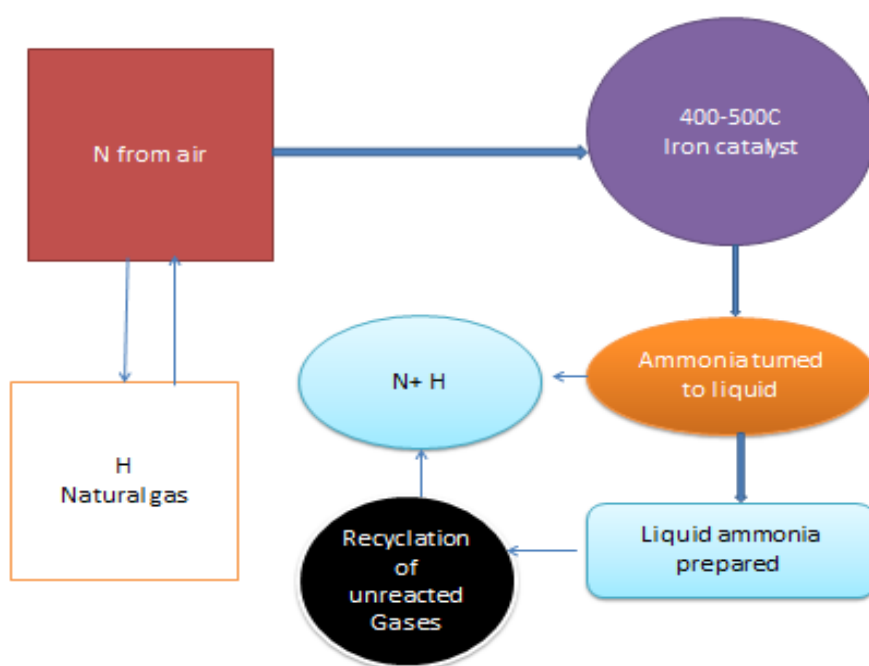 N from air
400-500C
Iron catalyst
Ammonia turned
to liquid
N+ H
H
Natural gas
Recyclation
of
unreacted
Gases
Liquid ammonia
prepared